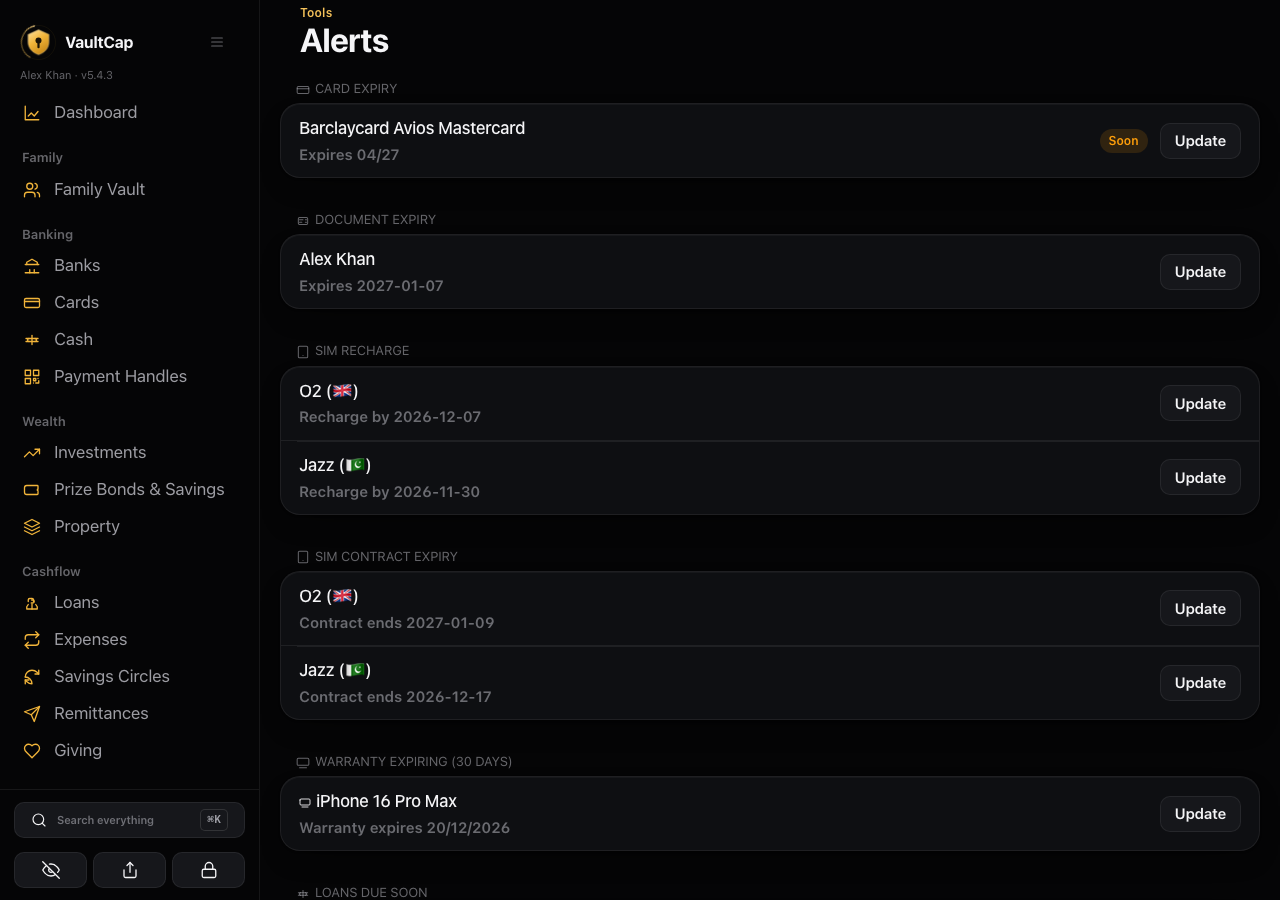 VaultCap
Alex Khan · v5.4.3
Dashboard
Family
Family Vault
Banking
Banks
Cards
Cash
Payment Handles
Wealth
Investments
Prize Bonds & Savings
Property
Cashflow
Loans
Expenses
Savings Circles
Remittances
Giving
Search everything ⌘K
Tools
Alerts
CARD EXPIRY
Barclaycard Avios Mastercard
Expires 04/27
Soon
Update
DOCUMENT EXPIRY
Alex Khan
Expires 2027-01-07
Update
SIM RECHARGE
O2 (🇬🇧)
Recharge by 2026-12-07
Update
Jazz (🇵🇰)
Recharge by 2026-11-30
Update
SIM CONTRACT EXPIRY
O2 (🇬🇧)
Contract ends 2027-01-09
Update
Jazz (🇵🇰)
Contract ends 2026-12-17
Update
WARRANTY EXPIRING (30 DAYS)
iPhone 16 Pro Max
Warranty expires 20/12/2026
Update
LOANS DUE SOON